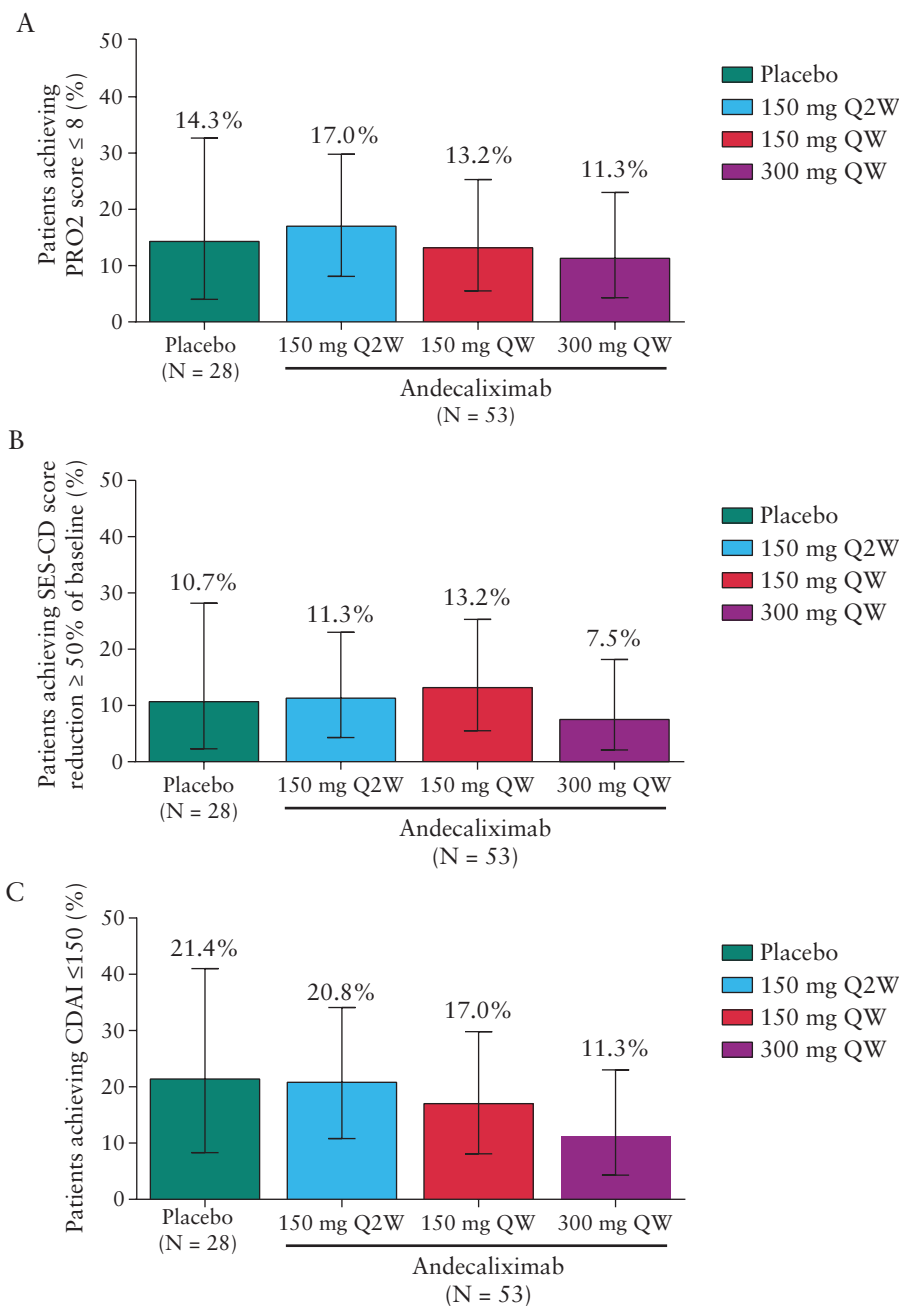 A
Patients achieving
PRO2 score ≤ 8 (%)
50
40
30
20
10
0
14.3%
17.0%
13.2%
11.3%
Placebo
(N = 28)
150 mg Q2W
150 mg QW
300 mg QW
Andecaliximab
(N = 53)
Placebo
150 mg Q2W
150 mg QW
300 mg QW
B
Patients achieving SES-CD score
reduction ≥ 50% of baseline (%)
50
40
30
20
10
0
10.7%
11.3%
13.2%
7.5%
Placebo
(N = 28)
150 mg Q2W
150 mg QW
300 mg QW
Andecaliximab
(N = 53)
Placebo
150 mg Q2W
150 mg QW
300 mg QW
C
Patients achieving CDAI ≤150 (%)
50
40
30
20
10
0
21.4%
20.8%
17.0%
11.3%
Placebo
(N = 28)
150 mg Q2W
150 mg QW
300 mg QW
Andecaliximab
(N = 53)
Placebo
150 mg Q2W
150 mg QW
300 mg QW